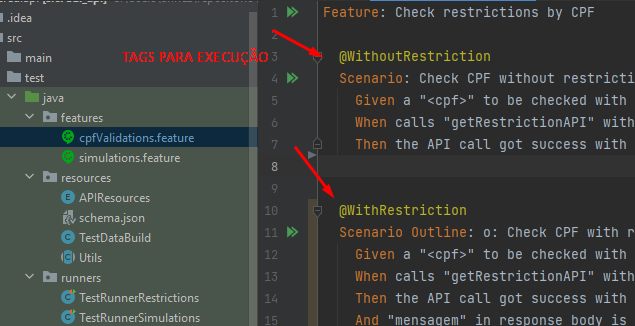 .idea
src
main
test
java
features
cpfValidations.feature
simulations.feature
resources
APIResources
schema.json
TestDataBuild
Utils
runners
TestRunnerRestrictions
TestRunnerSimulations
TAGS PARA EXECUÇÃO
1 Feature: Check restrictions by CPF
2
3 @WithoutRestriction
4 Scenario: Check CPF without restricti
5 Given a "<cpf>" to be checked with
6 When calls "getRestrictionAPI" with
7 Then the API call got success with
8
9
10 @WithRestriction
11 Scenario Outline: o: Check CPF with r
12 Given a "<cpf>" to be checked with
13 When calls "getRestrictionAPI" with
14 Then the API call got success with
15 And "mensagem" in response body is